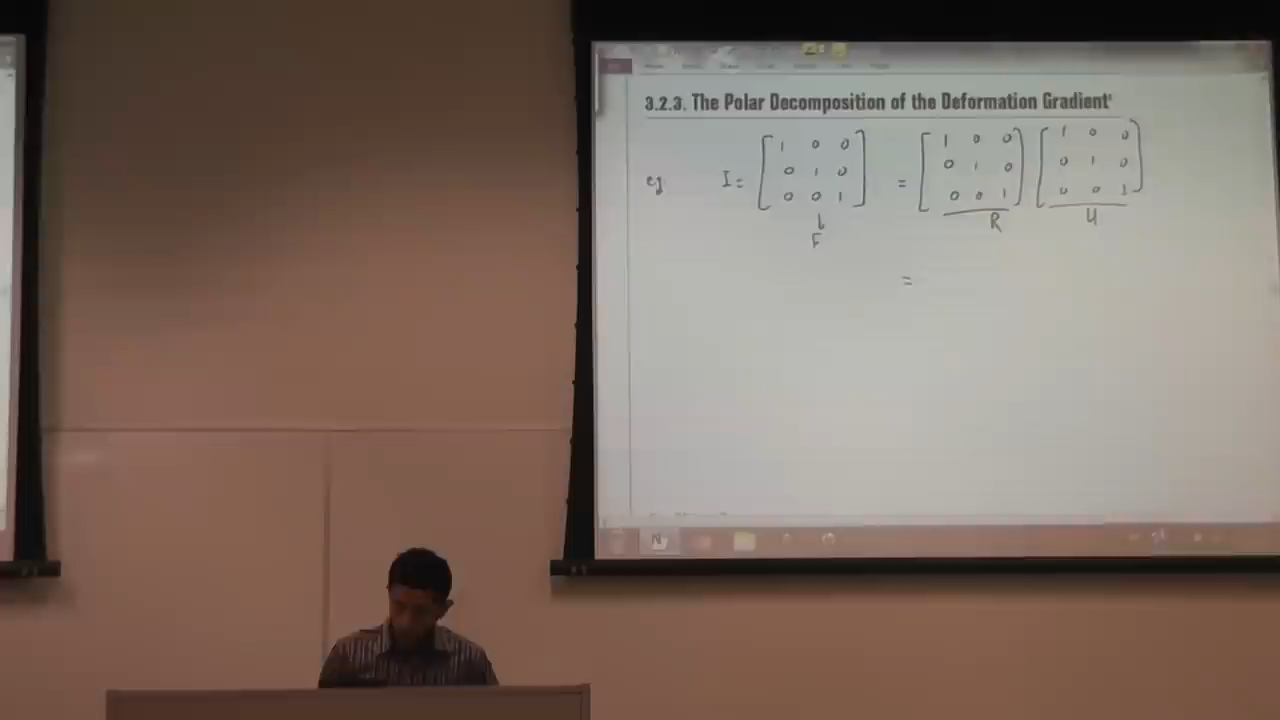 3.2.3. The Polar Decomposition of the Deformation Gradient
eg I = [ 1 0 0 = [ 1 0 0 ] [ 1 0 0 ]
0 1 0 0 1 0 0 1 0
0 0 1 ] 0 0 1 0 0 1
F R U
=